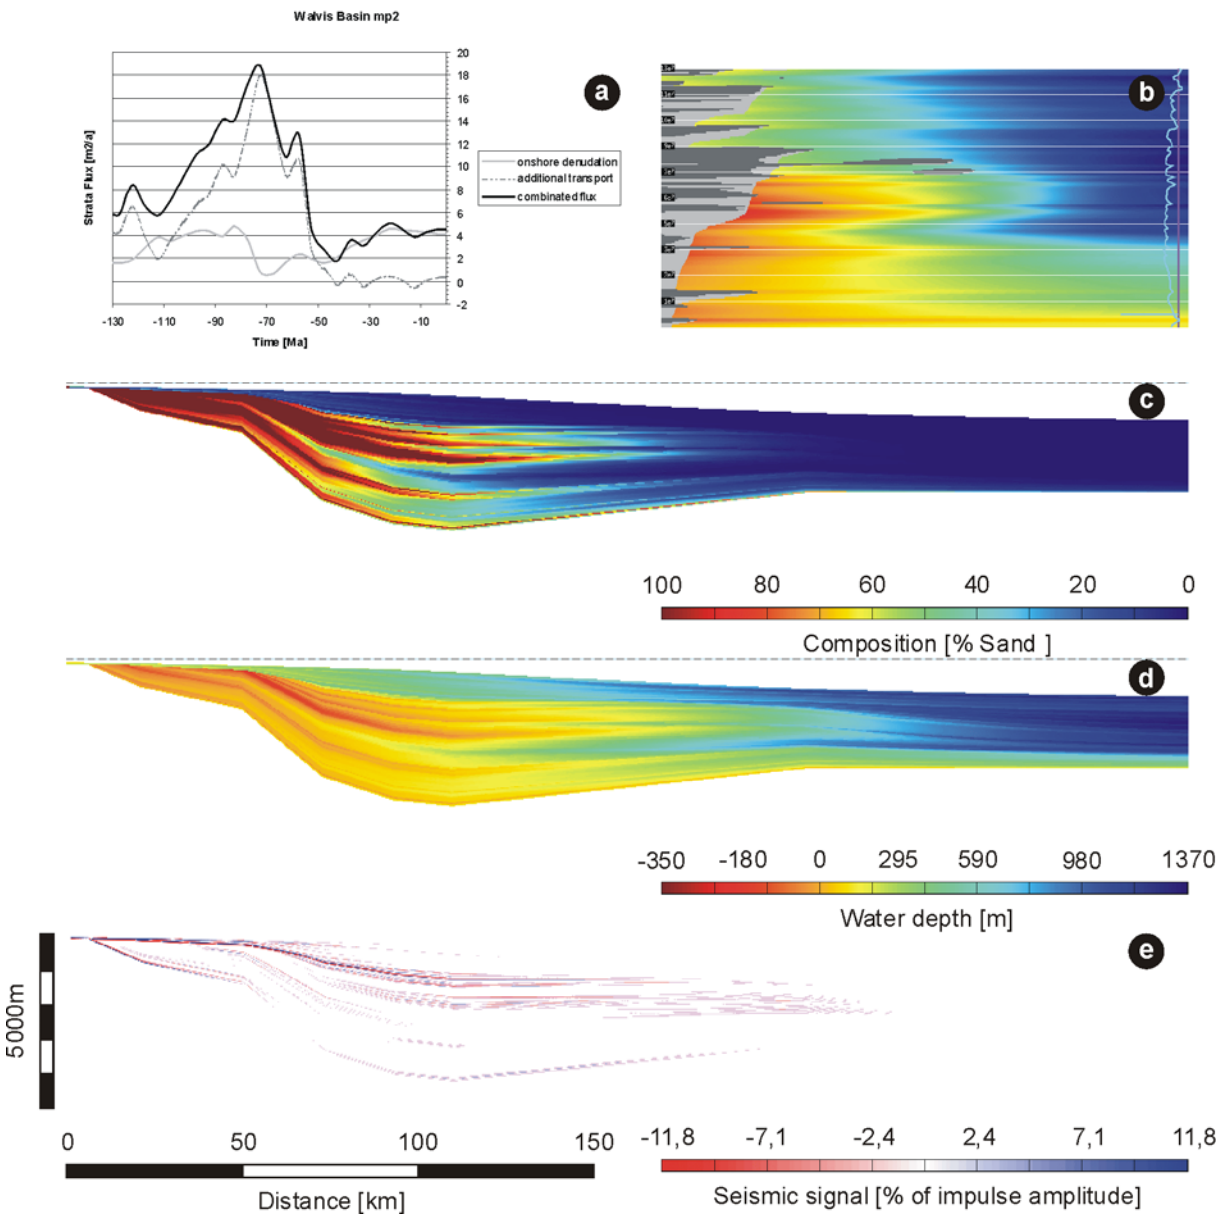 Walvis Basin mp2
a
b
20
18
16
14
12
10
8
6
4
2
0
-2
Strata Flux [m2/a]
onshore denudation
additional transport
combinated flux
-130 -110 -90 -70 -50 -30 -10
Time [Ma]
c
100 80 60 40 20 0
Composition [% Sand ]
d
-350 -180 0 295 590 980 1370
Water depth [m]
e
5000m
0 50 100 150
Distance [km]
-11,8 -7,1 -2,4 2,4 7,1 11,8
Seismic signal [% of impulse amplitude]